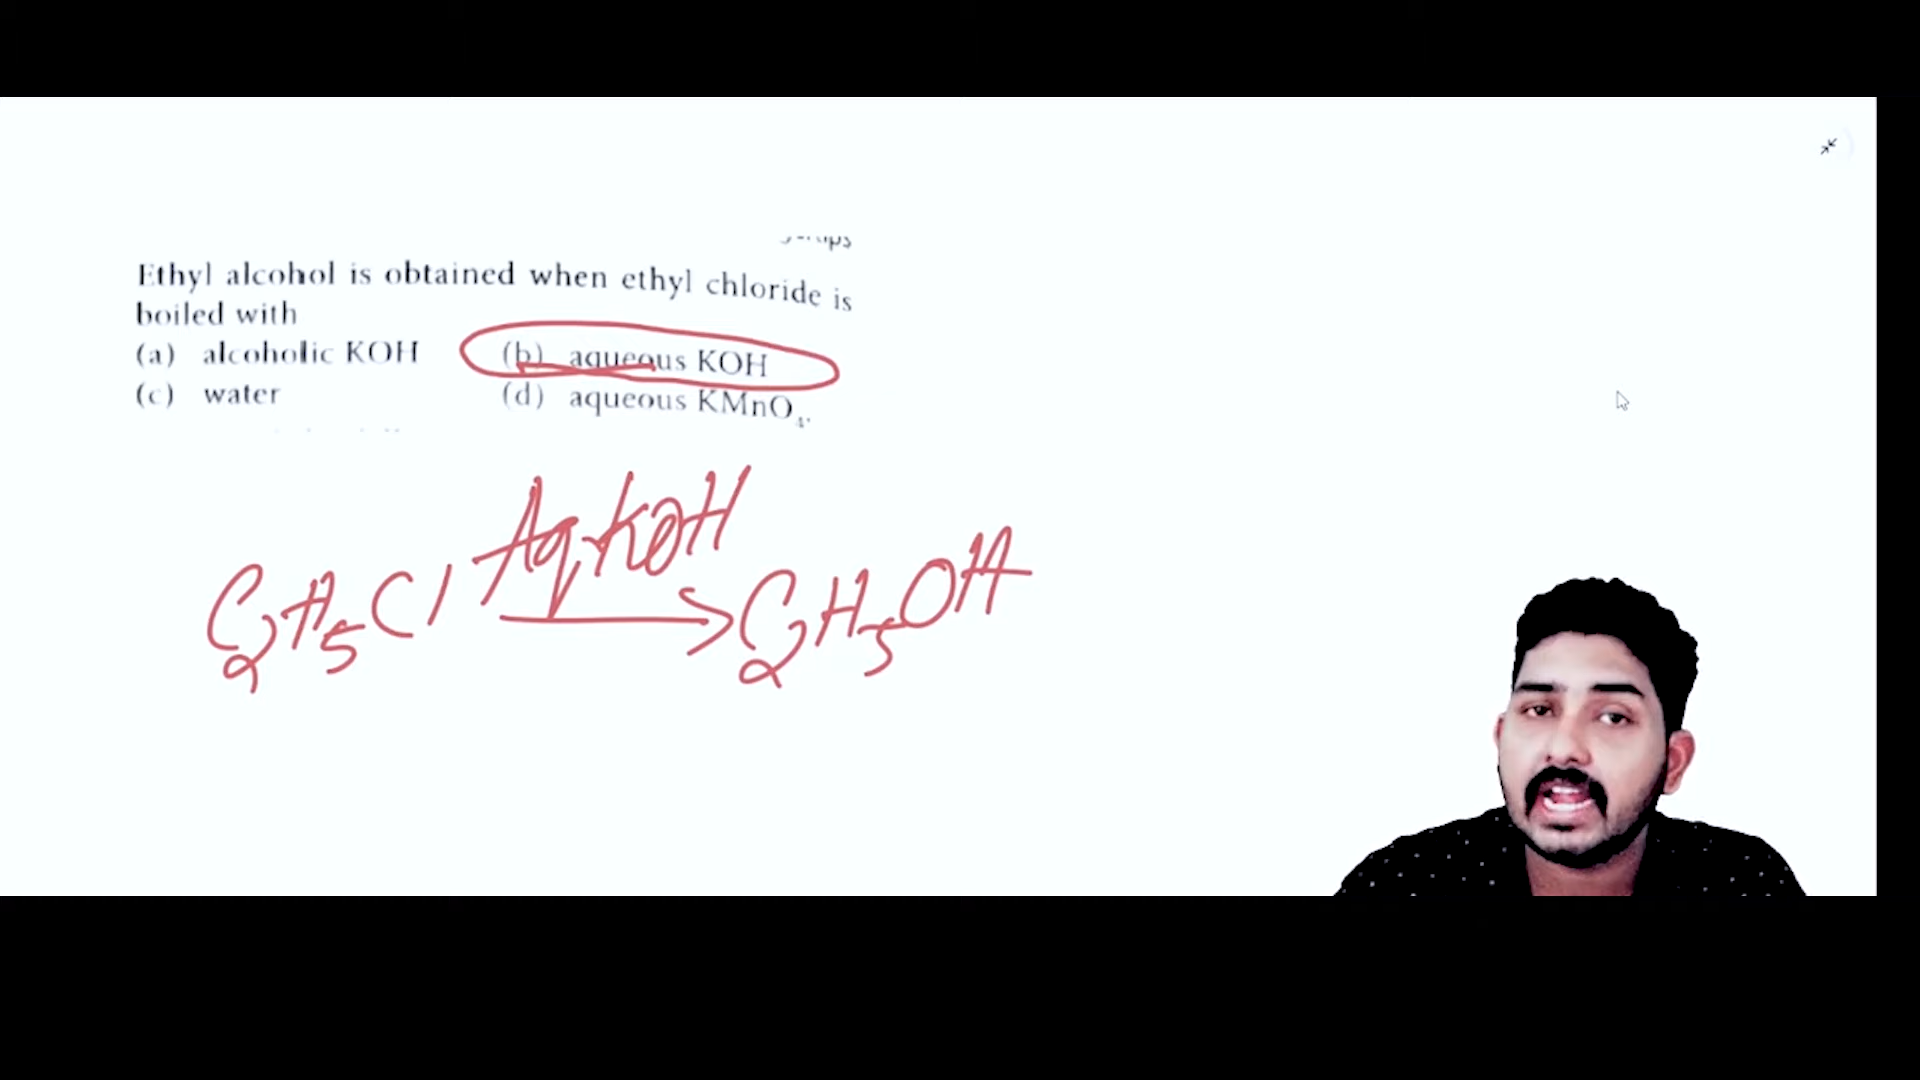 Ethyl alcohol is obtained when ethyl chloride is
boiled with
(a) alcoholic KOH (b) aqueous KOH
(c) water (d) aqueous KMnO₄.
C₂H₅Cl Aq.KOH → C₂H₅OH